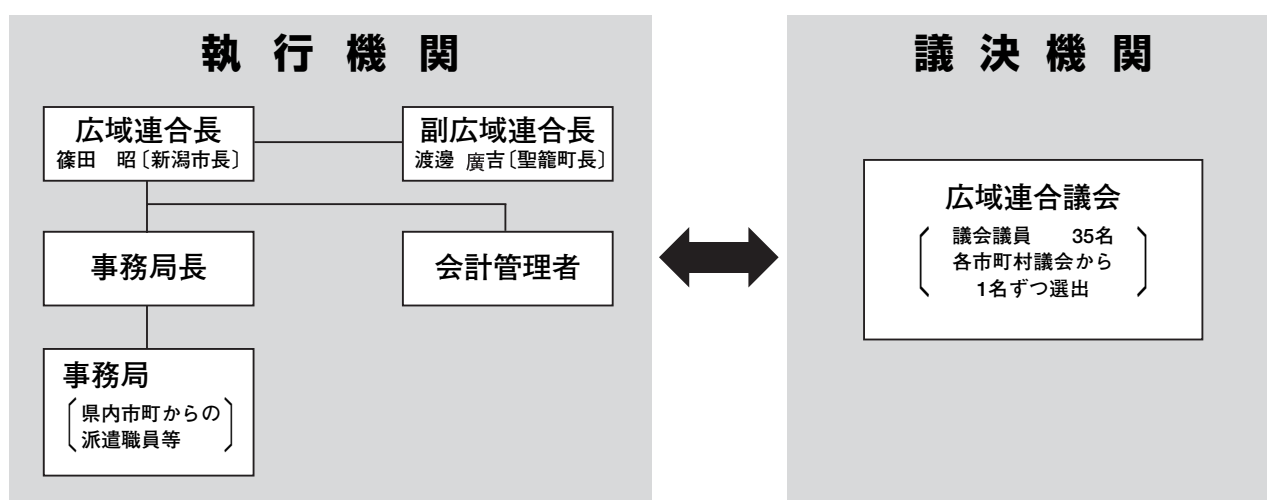 執行機関
広域連合長
篠田　昭〔新潟市長〕
副広域連合長
渡邊 廣吉〔聖籠町長〕
事務局長
会計管理者
事務局
県内市町からの
派遣職員等
議決機関
広域連合議会
議会議員　35名
各市町村議会から
1名ずつ選出